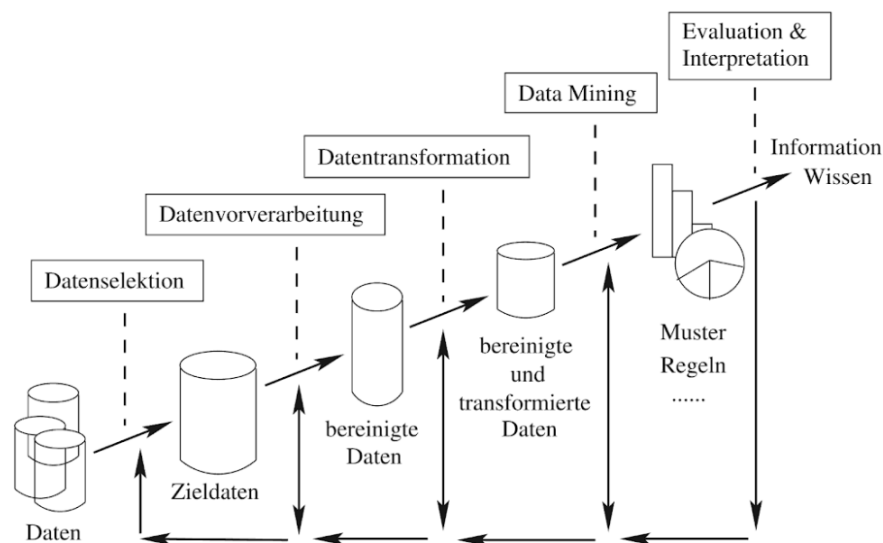 Evaluation &
Interpretation
Data Mining
Information
Wissen
Datentransformation
Datenvorverarbeitung
Datenselektion
Muster
Regeln
......
bereinigte
und
transformierte
Daten
bereinigte
Daten
Zieldaten
Daten